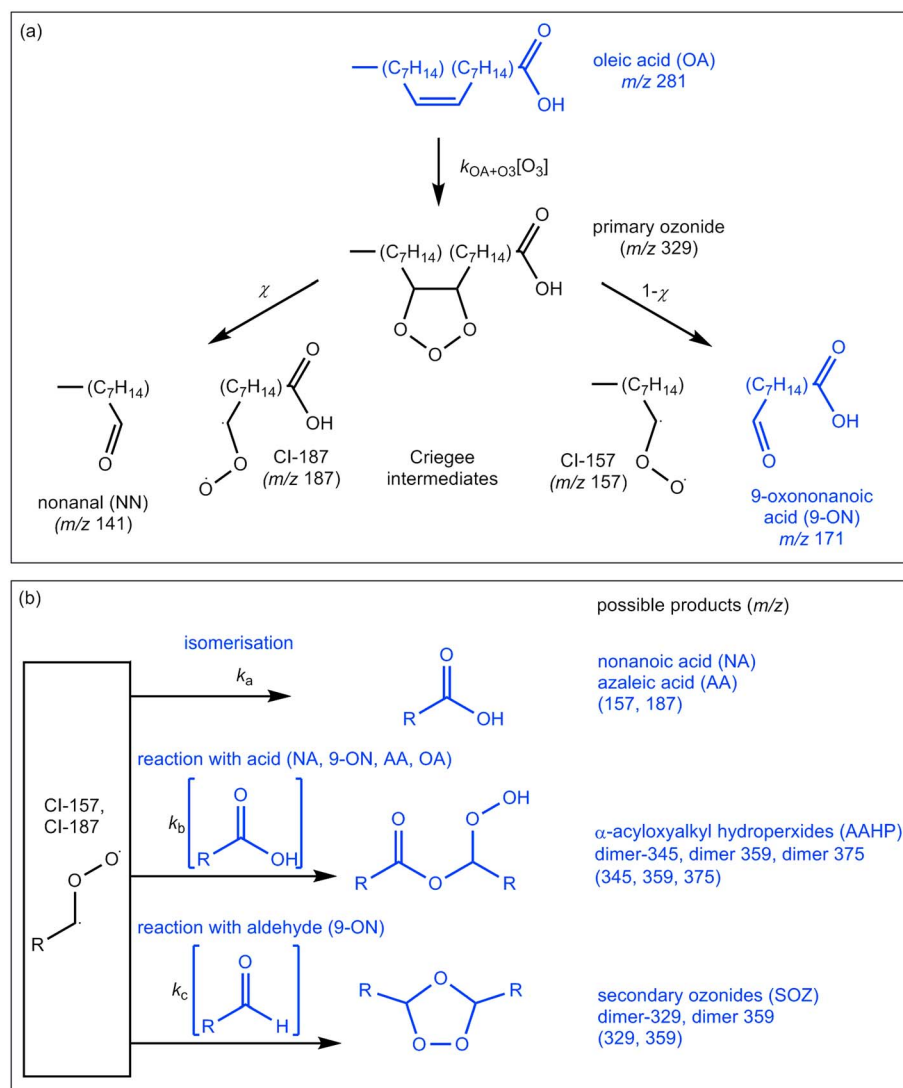 (a)
oleic acid (OA)
m/z 281
(C7H14) (C7H14)
O
OH
kOA+O3[O3]
primary ozonide
(m/z 329)
(C7H14) (C7H14)
O
OH
O O
O
χ
1-χ
(C7H14)
O
nonanal (NN)
(m/z 141)
(C7H14)
O
OH
O
O
CI-187
(m/z 187)
Criegee
intermediates
(C7H14)
O
O
CI-157
(m/z 157)
(C7H14)
O
OH
O
9-oxononanoic
acid (9-ON)
m/z 171
(b)
possible products (m/z)
isomerisation
ka
O
R OH
nonanoic acid (NA)
azaleic acid (AA)
(157, 187)
CI-157,
CI-187
O
O
R
reaction with acid (NA, 9-ON, AA, OA)
kb
O
R OH
OH
O O
R O R
α-acyloxyalkyl hydroperxides (AAHP)
dimer-345, dimer 359, dimer 375
(345, 359, 375)
reaction with aldehyde (9-ON)
kc
O
R H
R O R
O O
secondary ozonides (SOZ)
dimer-329, dimer 359
(329, 359)